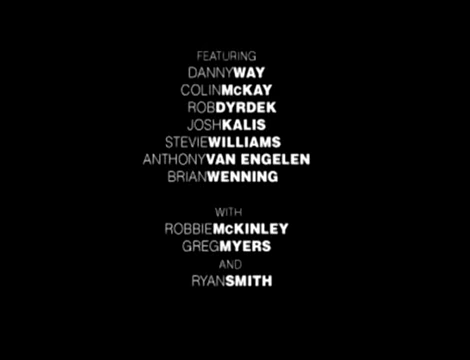 FEATURING
DANNYWAY
COLINMcKAY
ROBDYRDEK
JOSHKALIS
STEVIEWILLIAMS
ANTHONYVAN ENGELEN
BRIANWENNING
WITH
ROBBIEMcKINLEY
GREGMYERS
AND
RYANSMITH